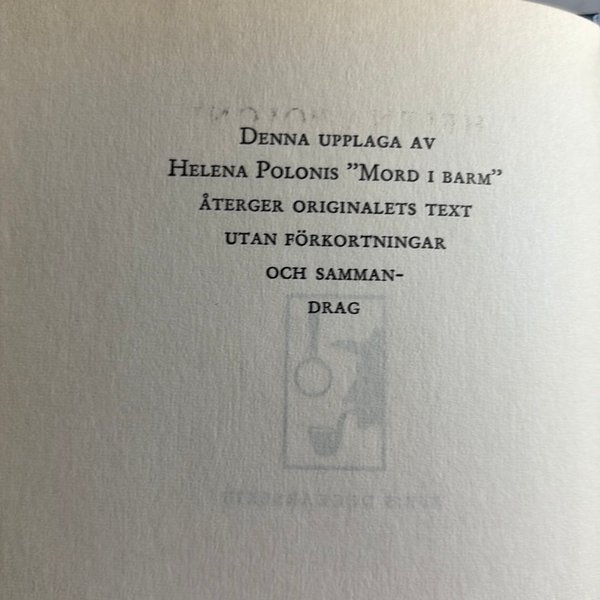 Denna upplaga av
Helena Polonis ”Mord i barm”
återger originalets text
utan förkortningar
och samman-
drag